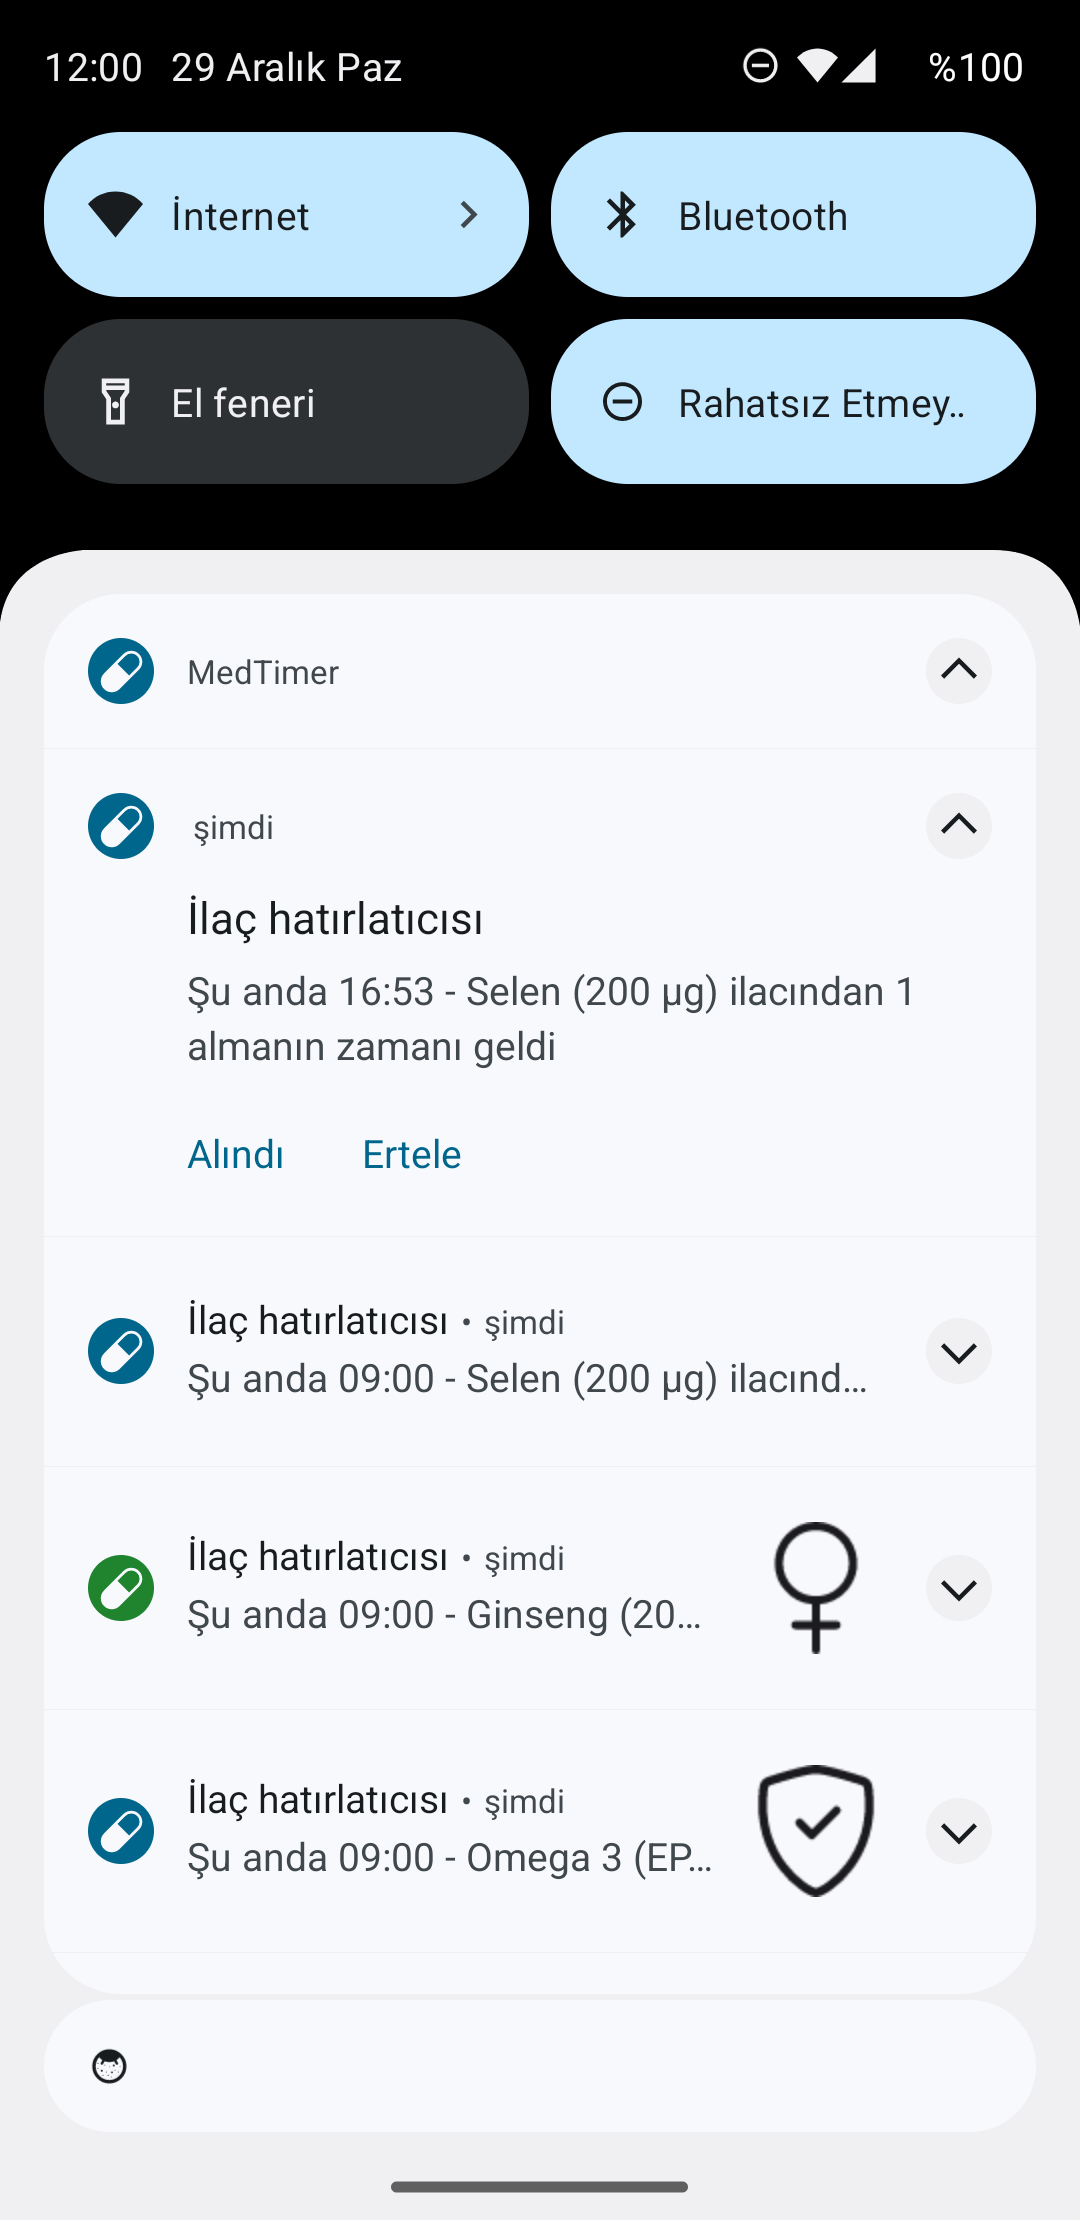 12:00 29 Aralık Paz %100
İnternet
Bluetooth
El feneri
Rahatsız Etmey..
MedTimer
şimdi
İlaç hatırlatıcısı
Şu anda 16:53 - Selen (200 µg) ilacından 1
almanın zamanı geldi
Alındı Ertele
İlaç hatırlatıcısı • şimdi
Şu anda 09:00 - Selen (200 µg) ilacınd...
İlaç hatırlatıcısı • şimdi
Şu anda 09:00 - Ginseng (20...
İlaç hatırlatıcısı • şimdi
Şu anda 09:00 - Omega 3 (EP...